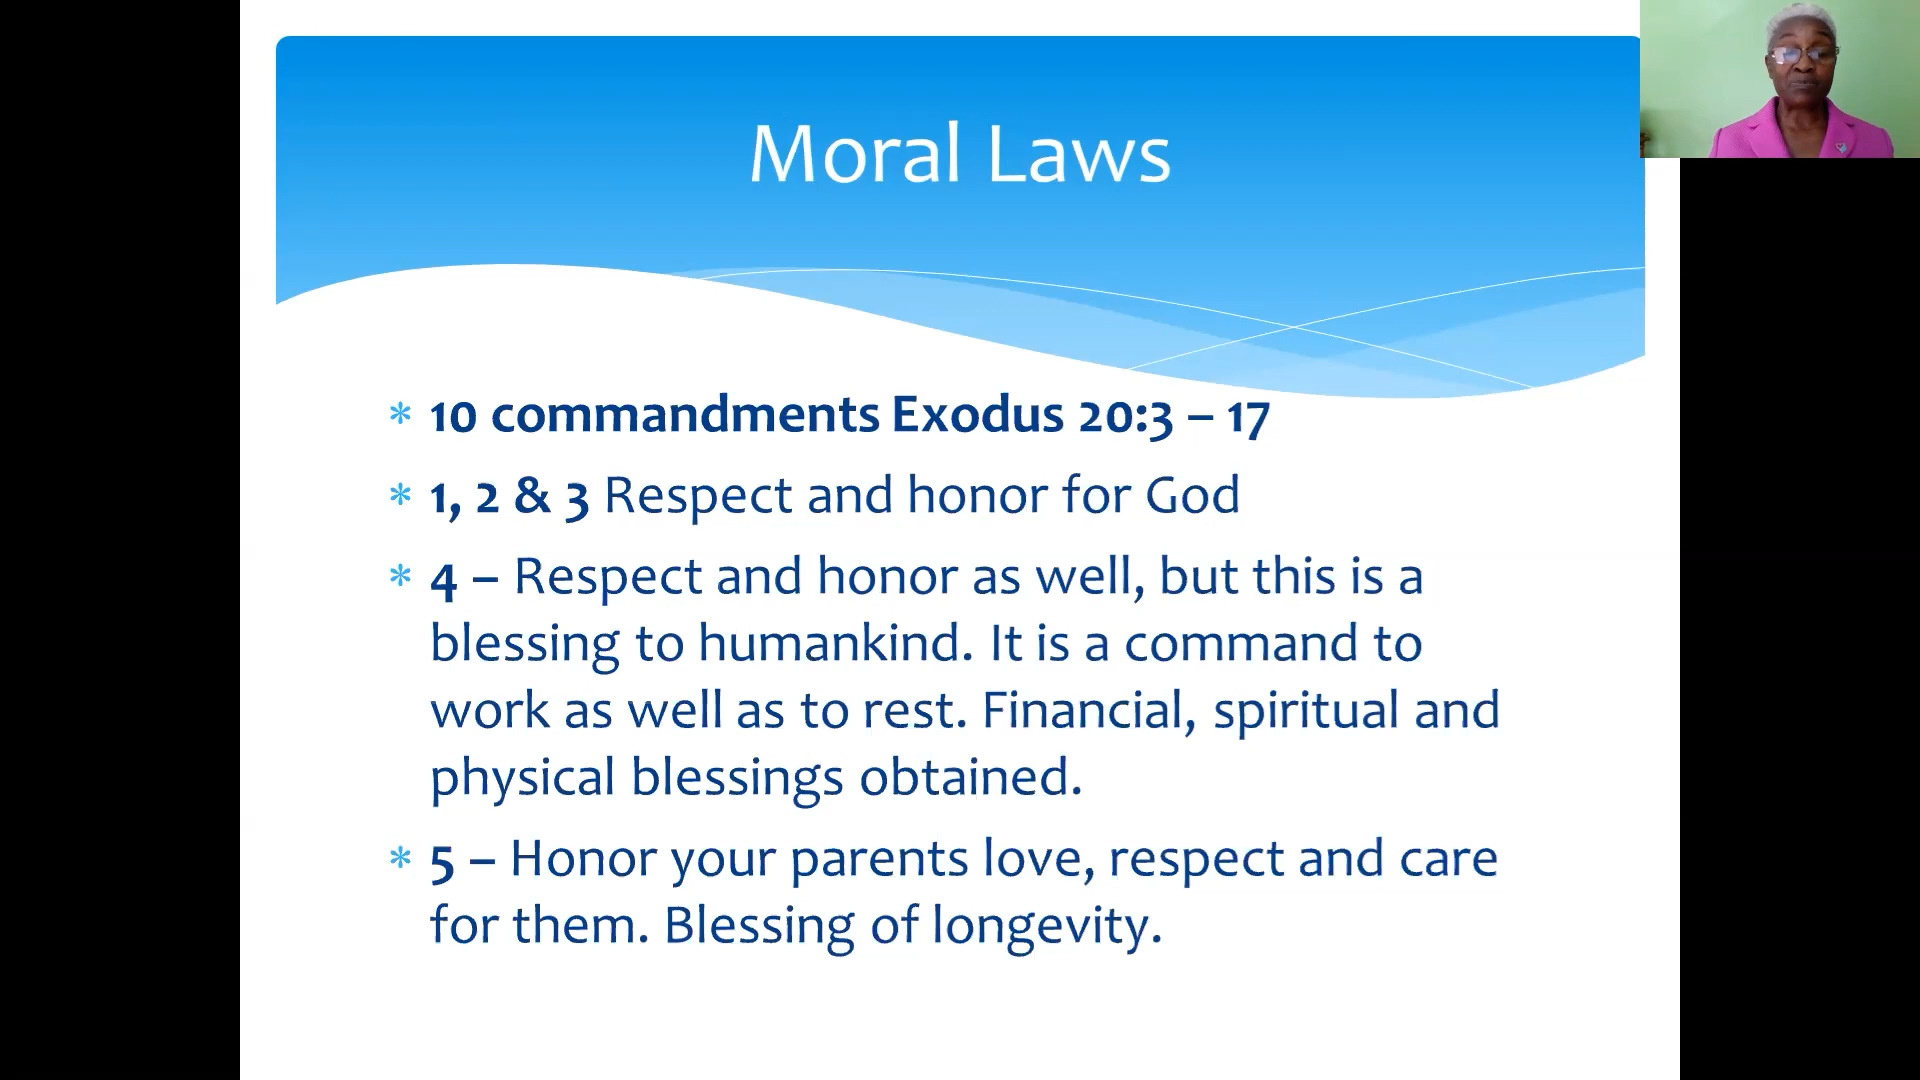 Moral Laws
* 10 commandments Exodus 20:3 – 17
* 1, 2 & 3 Respect and honor for God
* 4 – Respect and honor as well, but this is a
blessing to humankind. It is a command to
work as well as to rest. Financial, spiritual and
physical blessings obtained.
* 5 – Honor your parents love, respect and care
for them. Blessing of longevity.